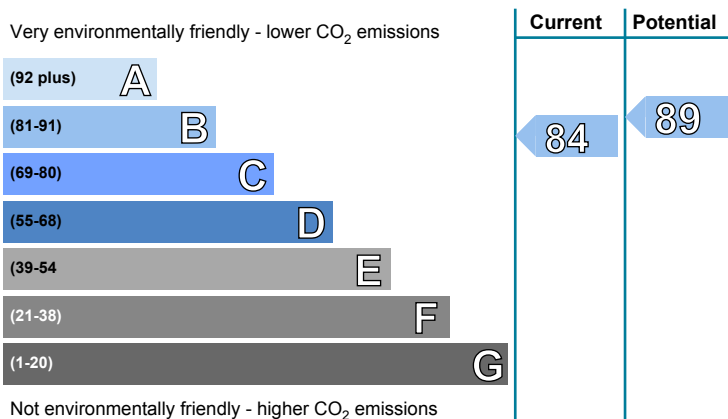 Current Potential
Very environmentally friendly - lower CO2 emissions
(92 plus) A
(81-91) B
84 89
(69-80) C
(55-68) D
(39-54 E
(21-38) F
(1-20) G
Not environmentally friendly - higher CO2 emissions